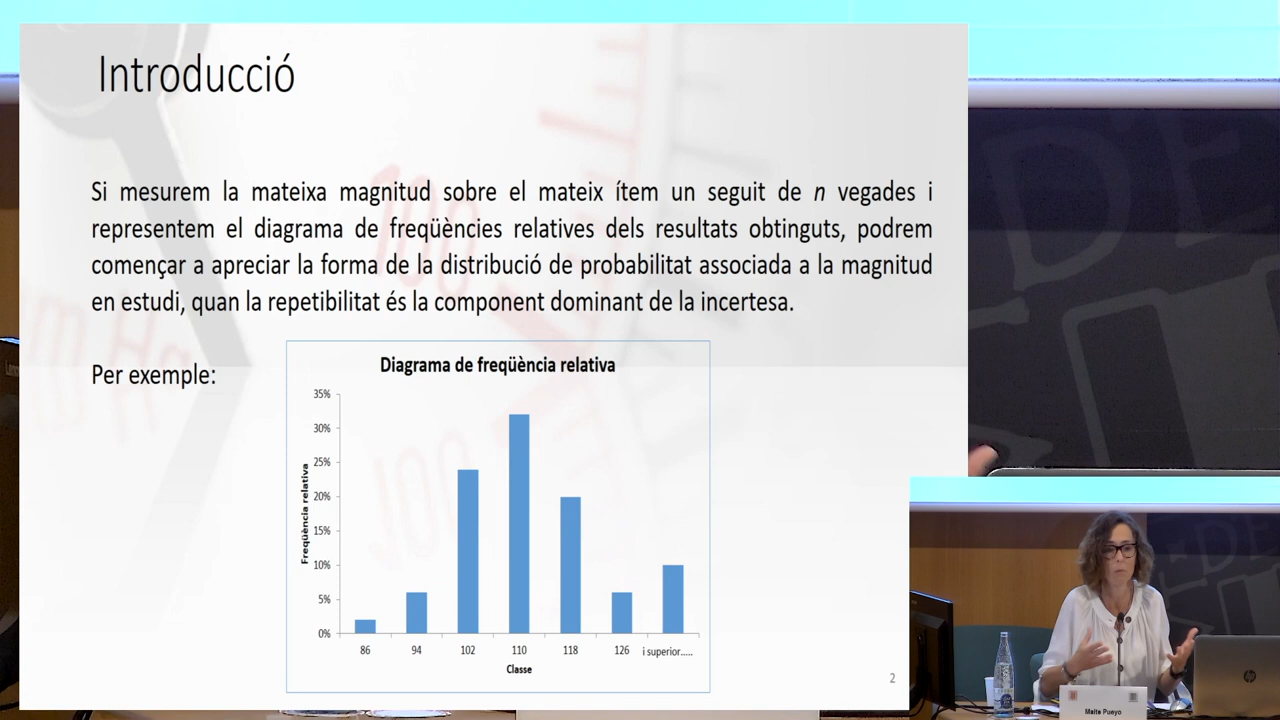 Introducció
Si mesurem la mateixa magnitud sobre el mateix ítem un seguit de n vegades i
representem el diagrama de freqüències relatives dels resultats obtinguts, podrem
començar a apreciar la forma de la distribució de probabilitat associada a la magnitud
en estudi, quan la repetibilitat és la component dominant de la incertesa.
Per exemple:
Diagrama de freqüència relativa
35%
30%
25%
20%
15%
10%
5%
0%
Freqüència relativa
86 94 102 110 118 126 i superior.....
Classe
2
hp
Maite Pueyo